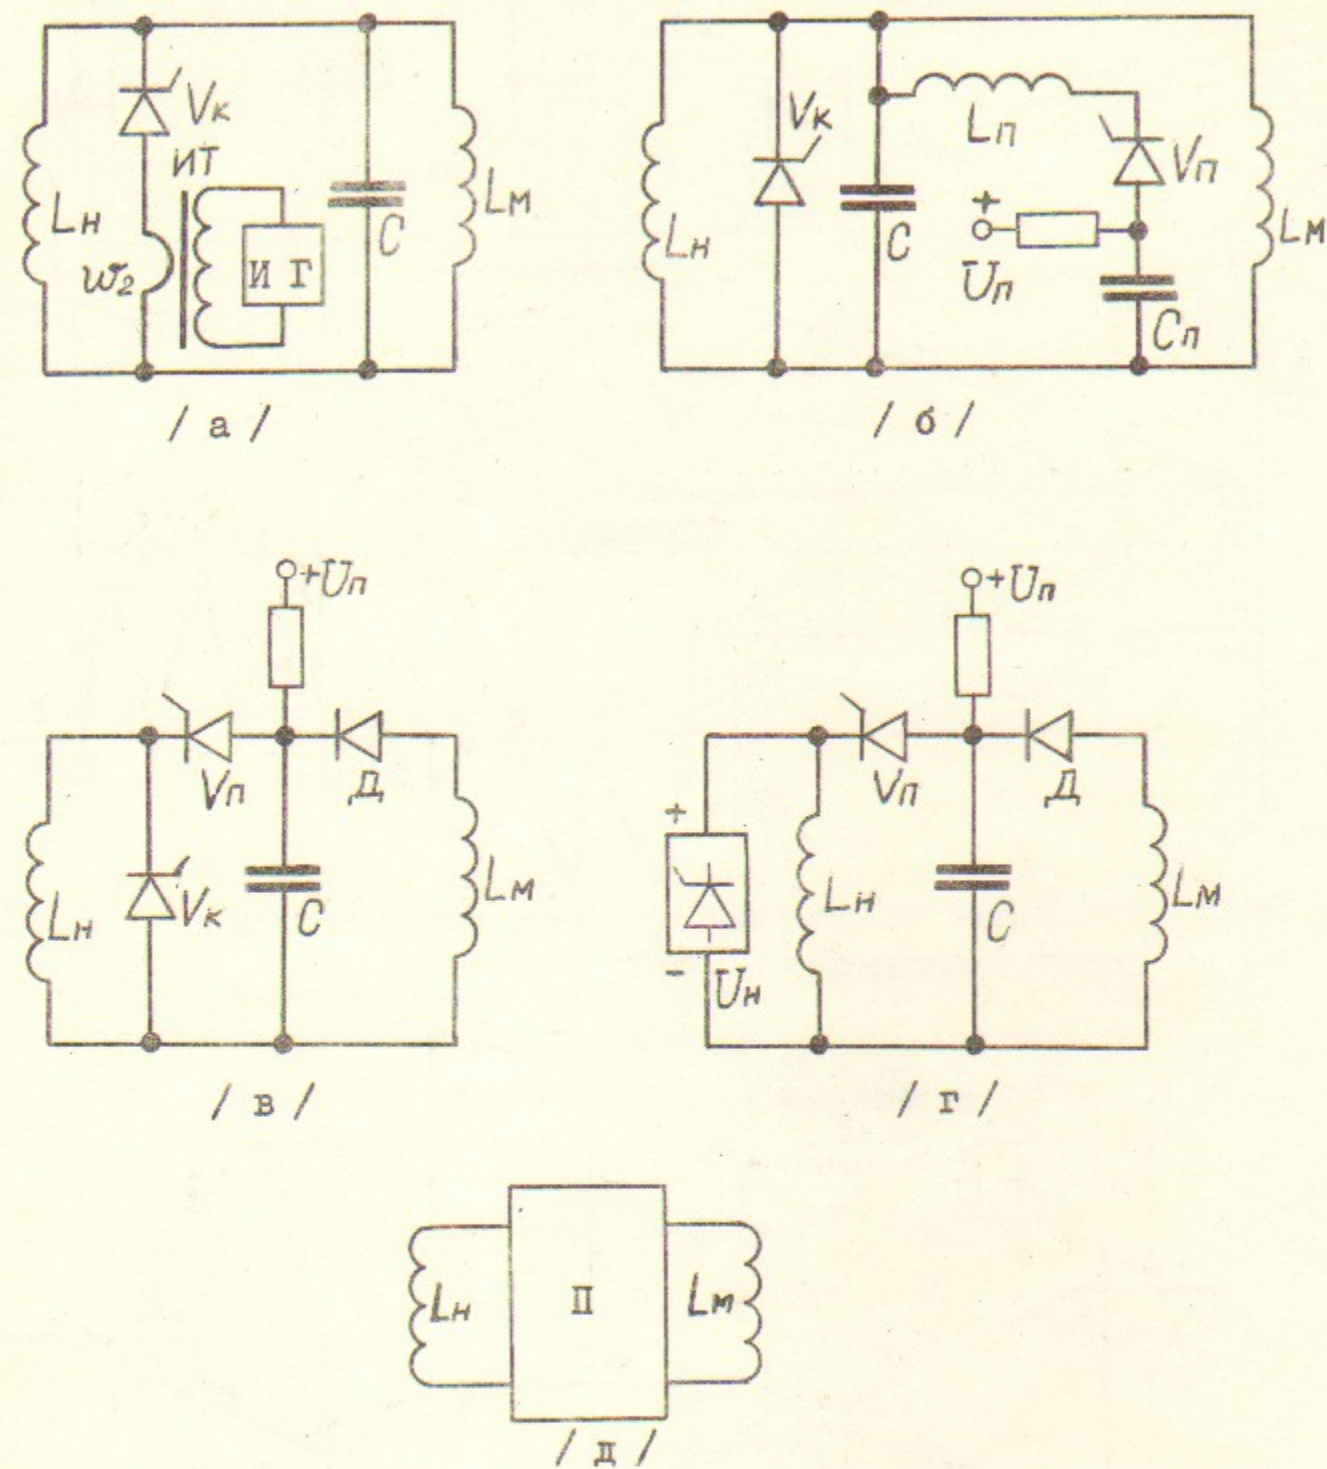 Vк
ИТ
Lн
ω2
И Г
C
Lм
/ а /
Vк
Lп
Vп
+
Uп
Lн
C
Cп
Lм
/ б /
+Uп
Vп
Д
Lн
Vк
C
Lм
/ в /
+Uп
Vп
Д
+
Lн
C
Lм
-
Uн
/ г /
Lн
П
Lм
/ д /